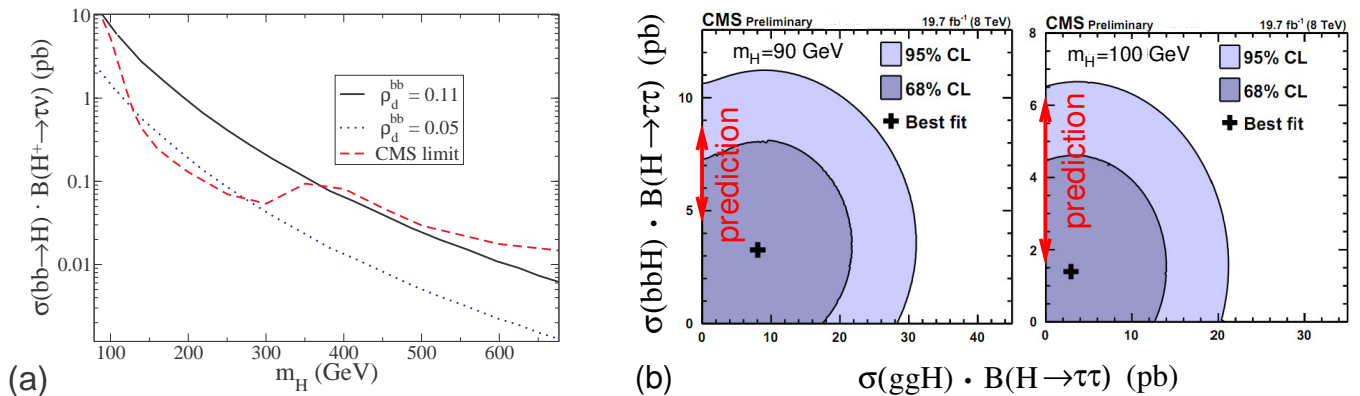 (a)
σ(bb→H) · B(H⁺→τν) (pb)
10
1
0.1
0.01
100 200 300 400 500 600
m_H (GeV)
ρ_d^bb = 0.11
ρ_d^bb = 0.05
CMS limit
(b)
σ(bbH) · B(H→ττ) (pb)
CMS Preliminary 19.7 fb⁻¹ (8 TeV)
m_H=90 GeV
95% CL
68% CL
Best fit
prediction
10
5
0
0 10 20 30 40
CMS Preliminary 19.7 fb⁻¹ (8 TeV)
m_H=100 GeV
95% CL
68% CL
Best fit
prediction
8
6
4
2
0
0 10 20 30
σ(ggH) · B(H→ττ) (pb)